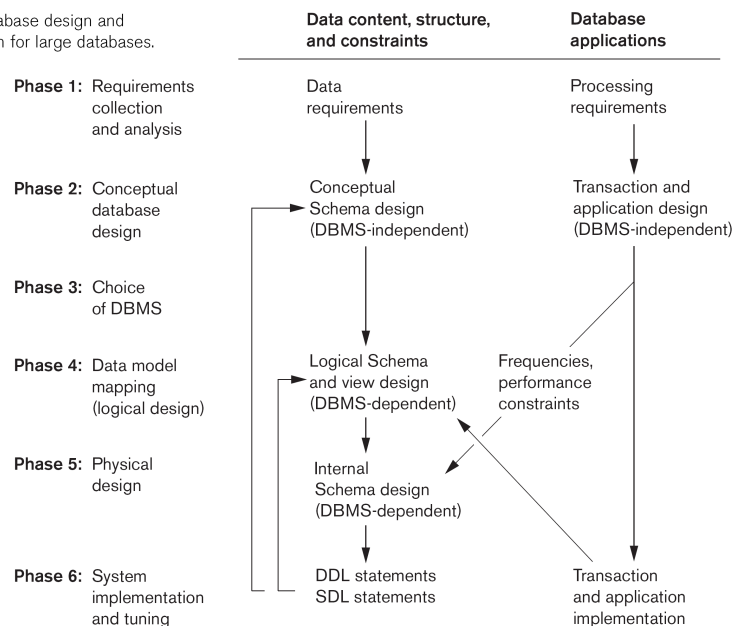 abase design and
n for large databases.
Data content, structure,
and constraints
Database
applications
Phase 1: Requirements
collection
and analysis
Data
requirements
Processing
requirements
Phase 2: Conceptual
database
design
Conceptual
Schema design
(DBMS-independent)
Transaction and
application design
(DBMS-independent)
Phase 3: Choice
of DBMS
Phase 4: Data model
mapping
(logical design)
Logical Schema
and view design
(DBMS-dependent)
Frequencies,
performance
constraints
Phase 5: Physical
design
Internal
Schema design
(DBMS-dependent)
Phase 6: System
implementation
and tuning
DDL statements
SDL statements
Transaction
and application
implementation